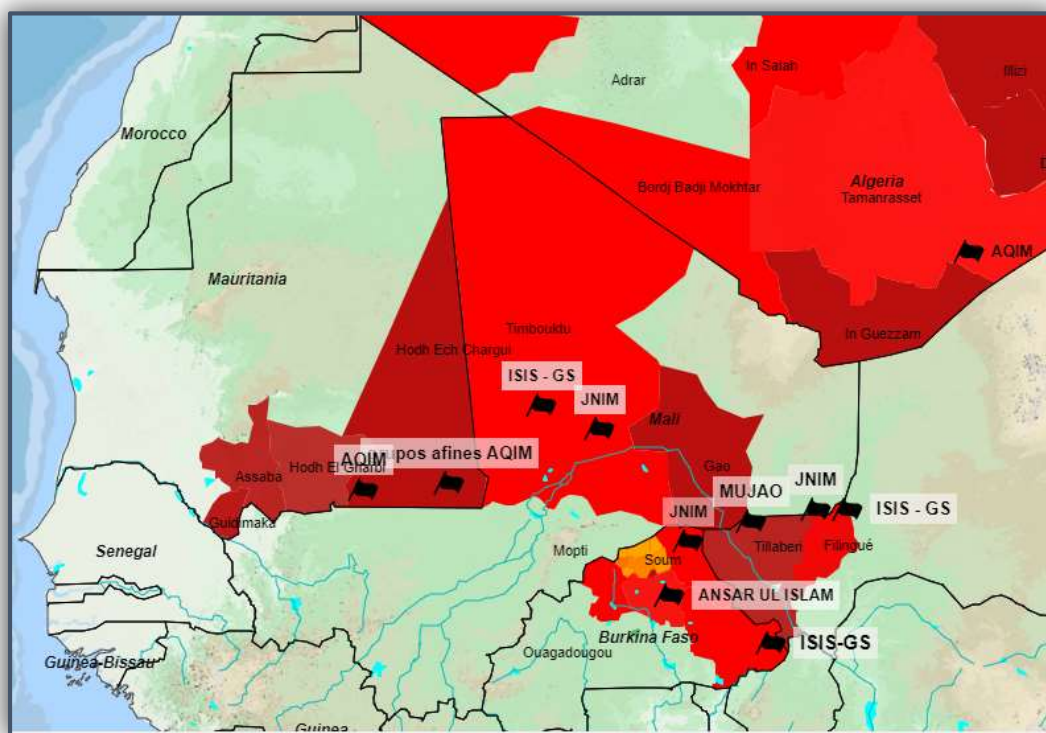 In Salah
Illizi
Adrar
Morocco
Bordj Badji Mokhtar
Algeria
Tamanrasset
AQIM
Mauritania
Timbouktu
In Guezzam
Hodh Ech Chargui
ISIS - GS
JNIM
Mali
AQIM
grupos afines AQIM
Hodh El Gharbi
Assaba
Gao
JNIM
MUJAO
ISIS - GS
Guidimaka
JNIM
Senegal
Mopti
Soum
Tillaberi
Filingué
ANSAR UL ISLAM
Burkina Faso
ISIS-GS
Ouagadougou
Guinea-Bissau
Guinea